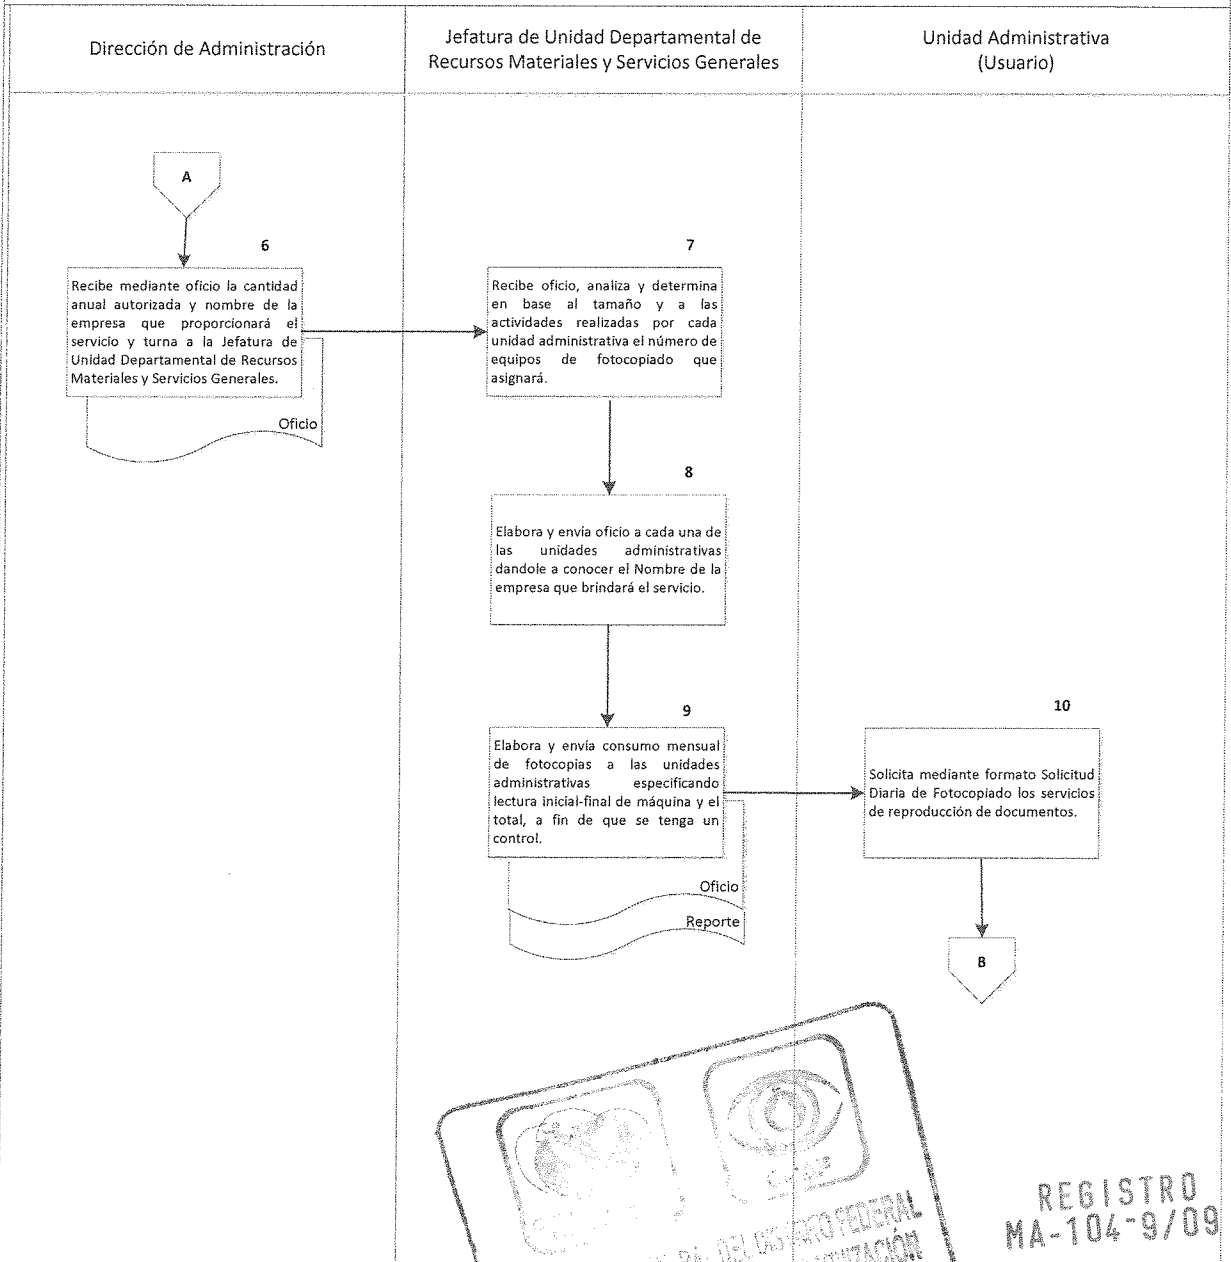 Dirección de Administración
Jefatura de Unidad Departamental de
Recursos Materiales y Servicios Generales
Unidad Administrativa
(Usuario)
A
6
Recibe mediante oficio la cantidad
anual autorizada y nombre de la
empresa que proporcionará el
servicio y turna a la Jefatura de
Unidad Departamental de Recursos
Materiales y Servicios Generales.
Oficio
7
Recibe oficio, analiza y determina
en base al tamaño y a las
actividades realizadas por cada
unidad administrativa el número de
equipos de fotocopiado que
asignará.
8
Elabora y envía oficio a cada una de
las unidades administrativas
dandole a conocer el Nombre de la
empresa que brindará el servicio.
9
Elabora y envía consumo mensual
de fotocopias a las unidades
administrativas especificando
lectura inicial-final de máquina y el
total, a fin de que se tenga un
control.
Oficio
Reporte
10
Solicita mediante formato Solicitud
Diaria de Fotocopiado los servicios
de reproducción de documentos.
B
DEL DISTRITO FEDERAL
REGISTRO
MA-104-9/09